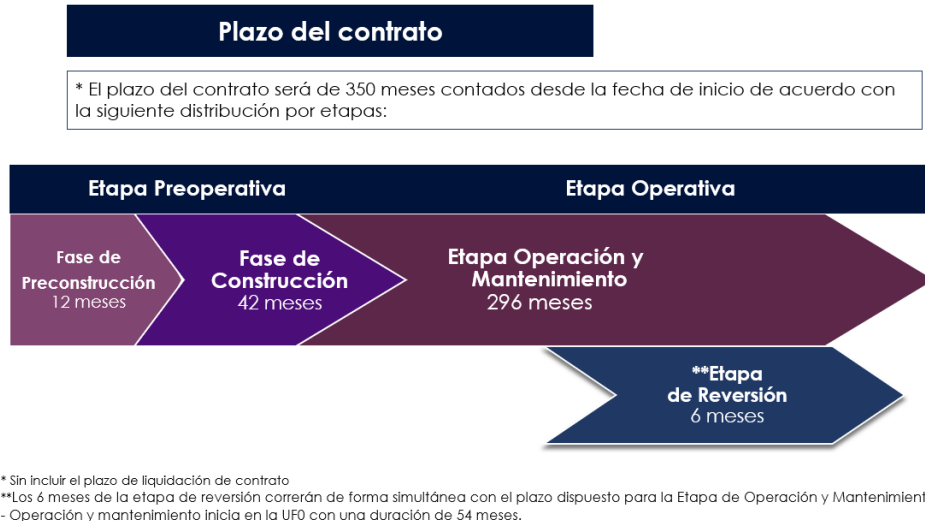 Plazo del contrato
* El plazo del contrato será de 350 meses contados desde la fecha de inicio de acuerdo con
la siguiente distribución por etapas:
Etapa Preoperativa
Etapa Operativa
Fase de
Preconstrucción
12 meses
Fase de
Construcción
42 meses
Etapa Operación y
Mantenimiento
296 meses
**Etapa
de Reversión
6 meses
* Sin incluir el plazo de liquidación de contrato
**Los 6 meses de la etapa de reversión correrán de forma simultánea con el plazo dispuesto para la Etapa de Operación y Mantenimient
- Operación y mantenimiento inicia en la UF0 con una duración de 54 meses.